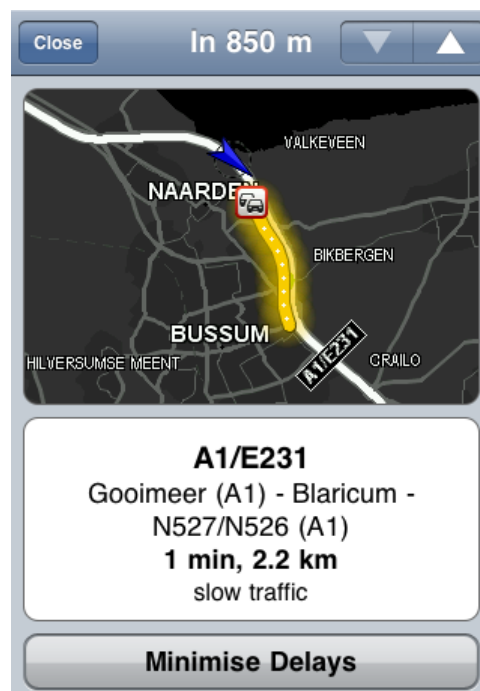 Close
In 850 m
VALKEVEEN
NAARDEN
BIKBERGEN
BUSSUM
HILVERSUMSE MEENT
A1/E231
CRAILO
A1/E231
Gooimeer (A1) - Blaricum -
N527/N526 (A1)
1 min, 2.2 km
slow traffic
Minimise Delays